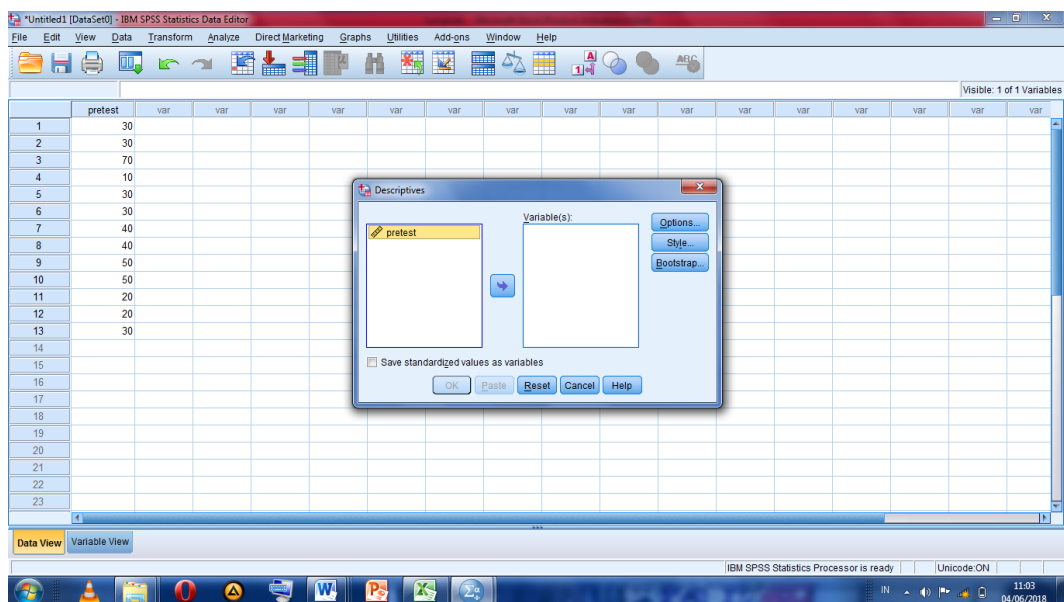 *Untitled1 [DataSet0] - IBM SPSS Statistics Data Editor
File Edit View Data Transform Analyze Direct Marketing Graphs Utilities Add-ons Window Help
Visible: 1 of 1 Variables
pretest var var var var var var var var var var var var var var var
1 30
2 30
3 70
4 10
5 30
6 30
7 40
8 40
9 50
10 50
11 20
12 20
13 30
14
15
16
17
18
19
20
21
22
23
Descriptives
pretest
Variable(s):
Options...
Style...
Bootstrap...
Save standardized values as variables
OK Paste Reset Cancel Help
Data View Variable View
IBM SPSS Statistics Processor is ready Unicode:ON
IN 11:03
04/06/2018